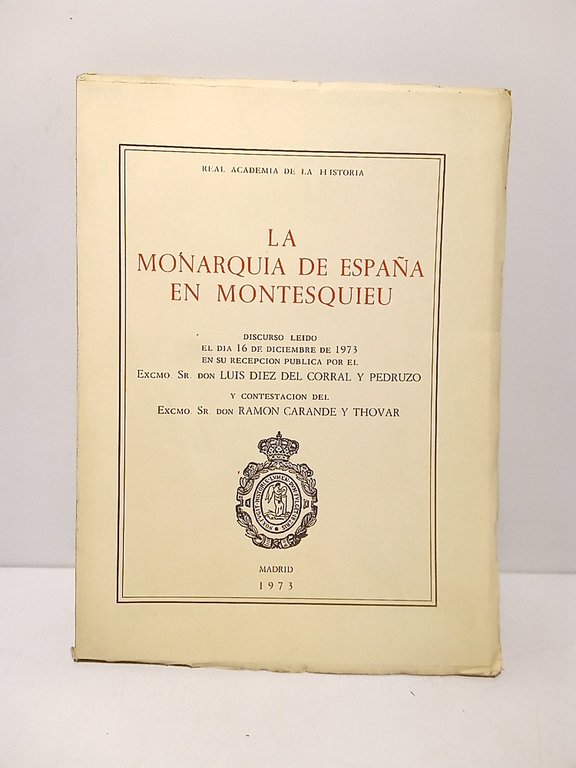 REAL ACADEMIA DE LA HISTORIA
LA
MONARQUIA DE ESPAÑA
EN MONTESQUIEU
DISCURSO LEIDO
EL DIA 16 DE DICIEMBRE DE 1973
EN SU RECEPCION PUBLICA POR EL
EXCMO. SR. DON LUIS DIEZ DEL CORRAL Y PEDRUZO
Y CONTESTACION DEL
EXCMO. SR. DON RAMON CARANDE Y THOVAR
MADRID
1973